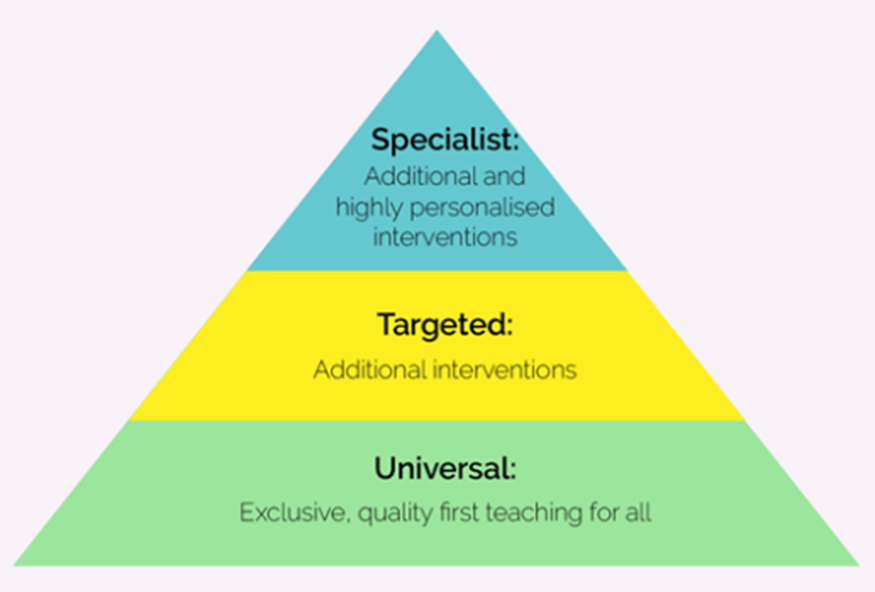 Specialist:
Additional and
highly personalised
interventions
Targeted:
Additional interventions
Universal:
Exclusive, quality first teaching for all